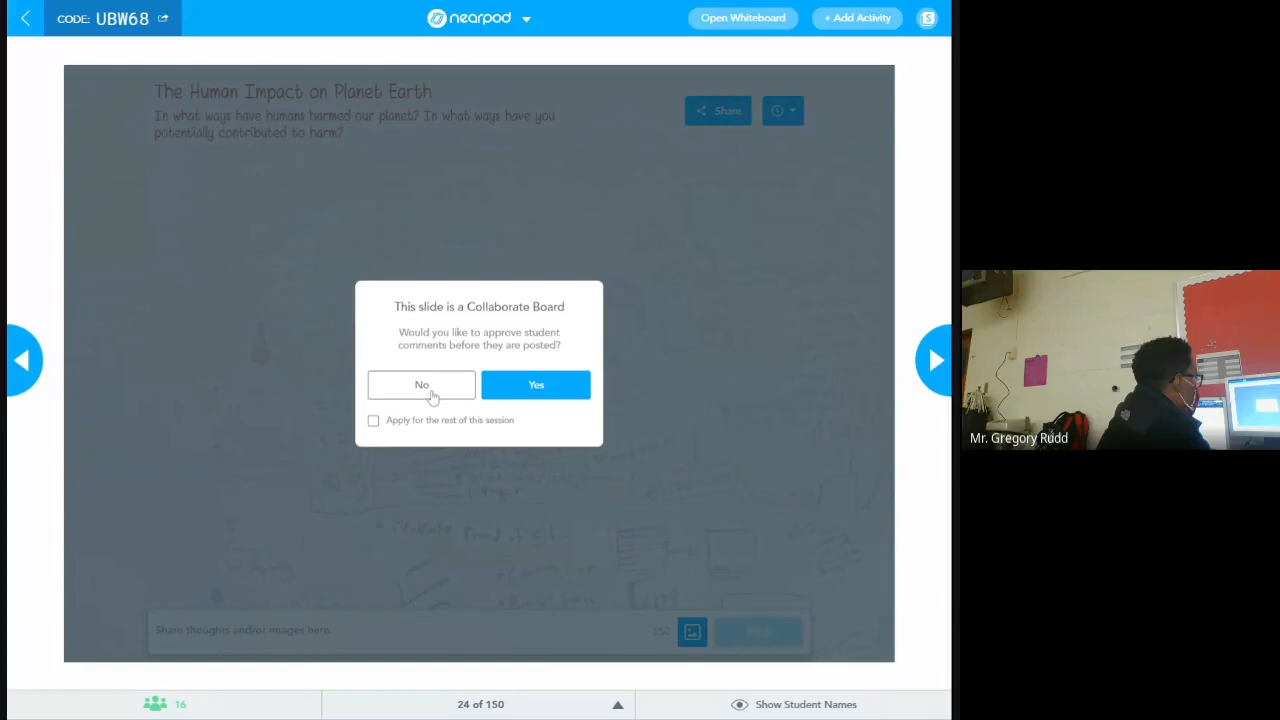 CODE: UBW68
nearpod
Open Whiteboard
+ Add Activity
The Human Impact on Planet Earth
In what ways have humans harmed our planet? In what ways have you
potentially contributed to harm?
Share
This slide is a Collaborate Board
Would you like to approve student
comments before they are posted?
No
Yes
Apply for the rest of this session
Share thoughts and/or images here
250
Mr. Gregory Rudd
16
24 of 150
Show Student Names